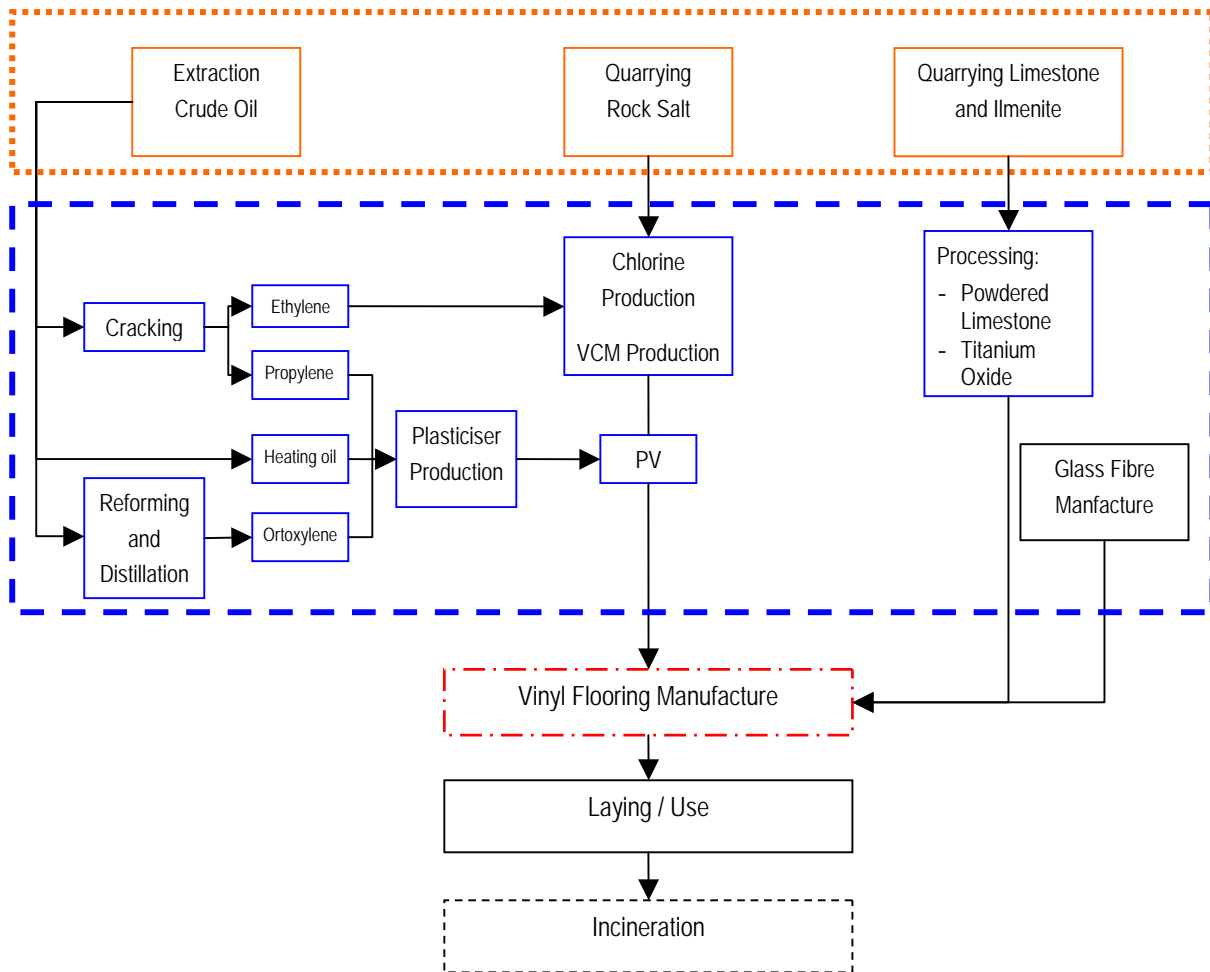 Extraction
Crude Oil
Quarrying
Rock Salt
Quarrying Limestone
and Ilmenite
Chlorine
Production
VCM Production
Processing:
- Powdered
Limestone
- Titanium
Oxide
Cracking
Ethylene
Propylene
Heating oil
Plasticiser
Production
PV
Reforming
and
Distillation
Ortoxylene
Glass Fibre
Manfacture
Vinyl Flooring Manufacture
Laying / Use
Incineration